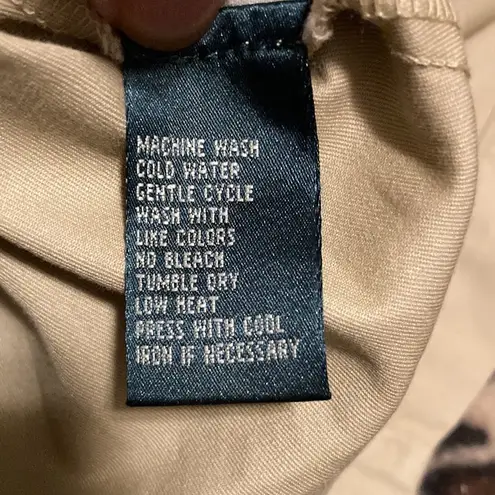 MACHINE WASH
COLD WATER
GENTLE CYCLE
WASH WITH
LIKE COLORS
NO BLEACH
TUMBLE DRY
LOW HEAT
PRESS WITH COOL
IRON IF NECESSARY